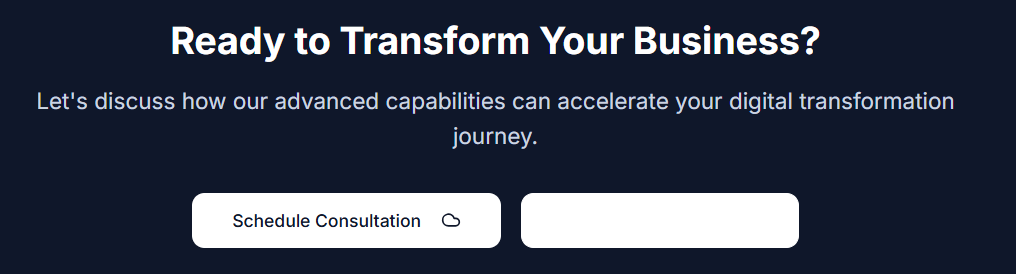 Ready to Transform Your Business?
Let's discuss how our advanced capabilities can accelerate your digital transformation
journey.
Schedule Consultation